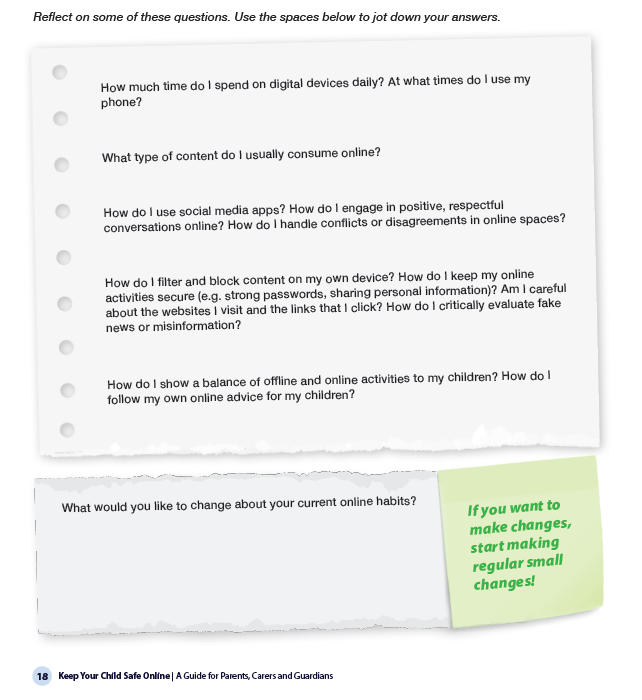 Reflect on some of these questions. Use the spaces below to jot down your answers.
How much time do I spend on digital devices daily? At what times do I use my
phone?
What type of content do I usually consume online?
How do I use social media apps? How do I engage in positive, respectful
conversations online? How do I handle conflicts or disagreements in online spaces?
How do I filter and block content on my own device? How do I keep my online
activities secure (e.g. strong passwords, sharing personal information)? Am I careful
about the websites I visit and the links that I click? How do I critically evaluate fake
news or misinformation?
How do I show a balance of offline and online activities to my children? How do I
follow my own online advice for my children?
What would you like to change about your current online habits?
If you want to
make changes,
start making
regular small
changes!
18 Keep Your Child Safe Online | A Guide for Parents, Carers and Guardians